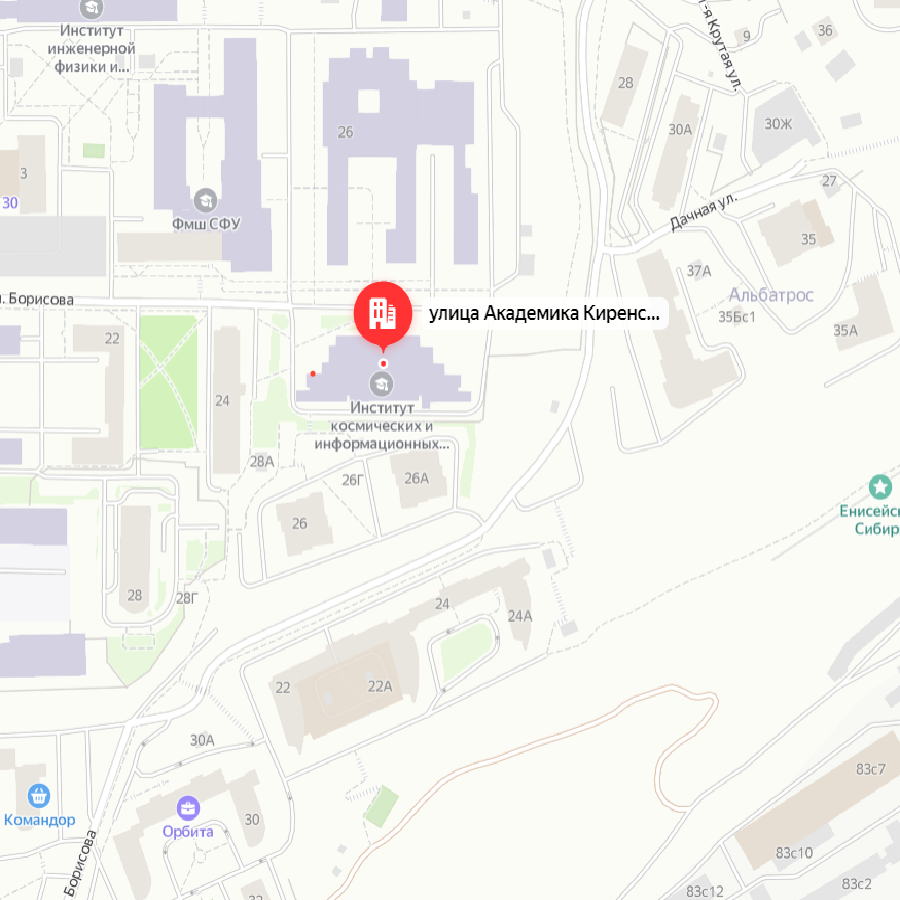 Институт
инженерной
физики и...
1-я Крутая ул.
9
36
28
30А
30Ж
26
3
30
Фмш СФУ
27
Дачная ул.
35
37А
Альбатрос
35Бс1
35А
л. Борисова
улица Академика Киренс...
22
24
Институт
космических и
информационных...
28А
26Г
26А
26
Енисейск
Сибир
28
28Г
24
24А
22
22А
30А
83с7
Командор
Орбита
30
Борисова
83с10
83с12
83с2
22